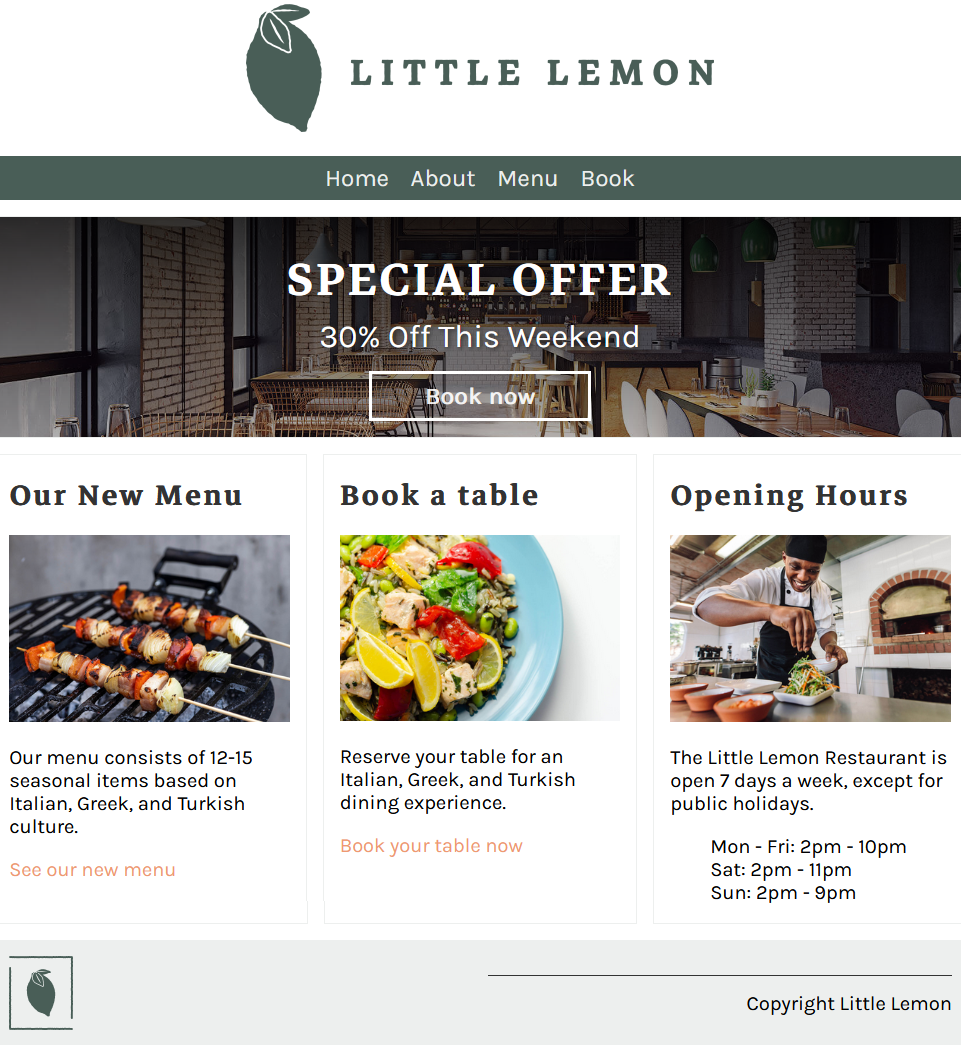 LITTLE LEMON
Home About Menu Book
SPECIAL OFFER
30% Off This Weekend
Book now
Our New Menu
Our menu consists of 12-15
seasonal items based on
Italian, Greek, and Turkish
culture.
See our new menu
Book a table
Reserve your table for an
Italian, Greek, and Turkish
dining experience.
Book your table now
Opening Hours
The Little Lemon Restaurant is
open 7 days a week, except for
public holidays.
Mon - Fri: 2pm - 10pm
Sat: 2pm - 11pm
Sun: 2pm - 9pm
Copyright Little Lemon